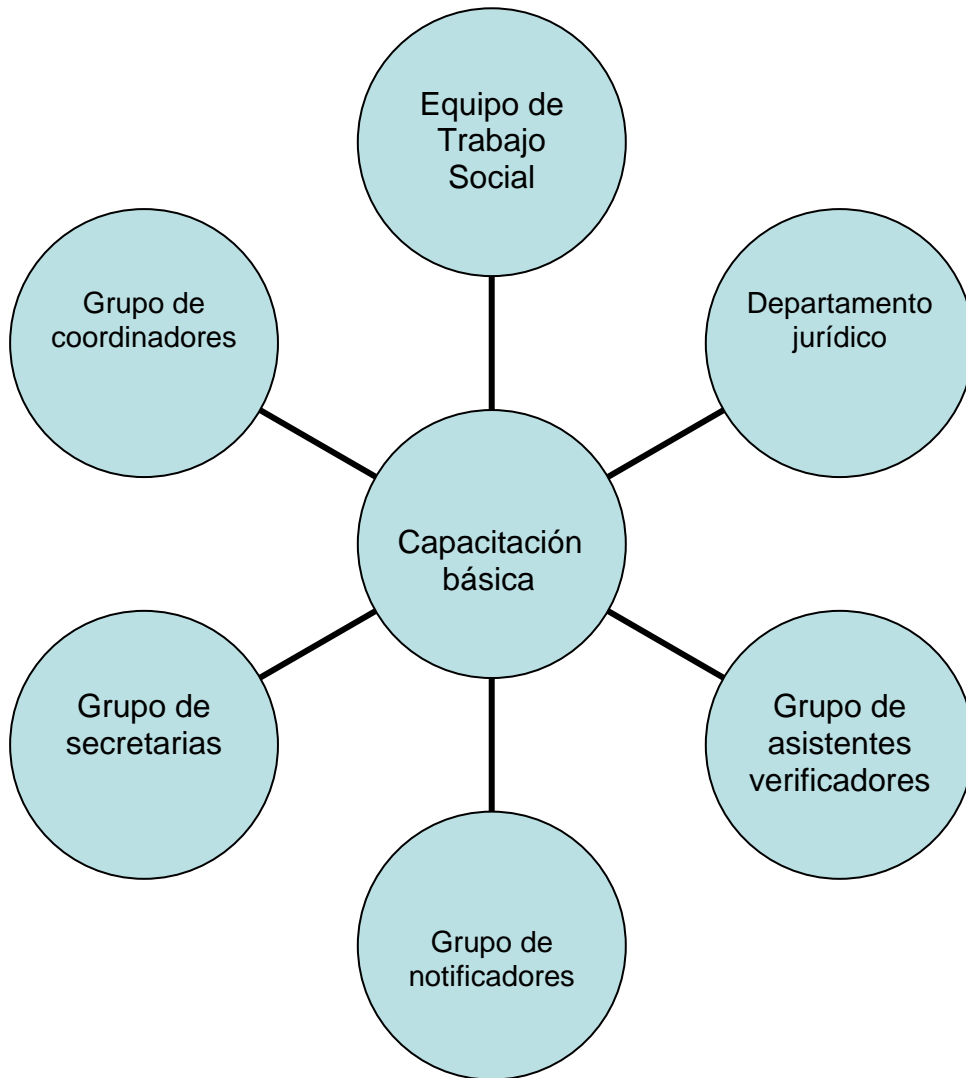 Equipo de
Trabajo
Social
Grupo de
coordinadores
Departamento
jurídico
Capacitación
básica
Grupo de
secretarias
Grupo de
asistentes
verificadores
Grupo de
notificadores